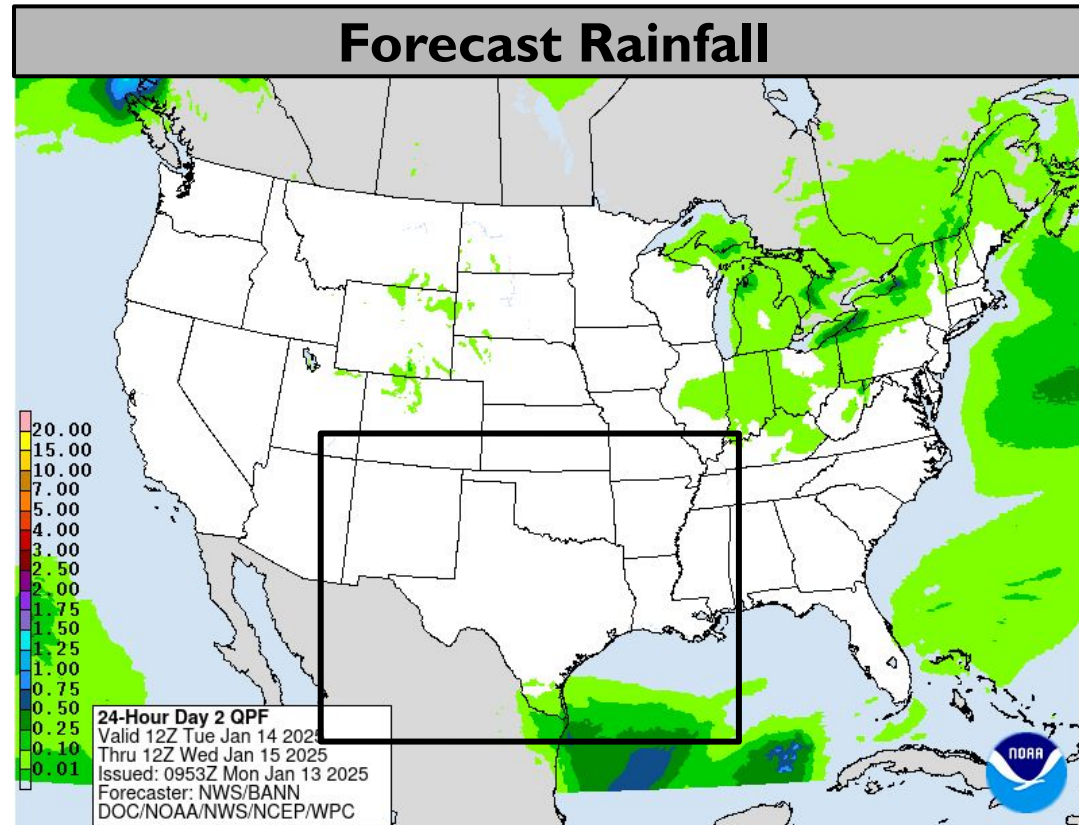 Forecast Rainfall
20.00
15.00
10.00
7.00
5.00
4.00
3.00
2.50
2.00
1.75
1.50
1.25
1.00
0.75
0.50
0.25
0.10
0.01
24-Hour Day 2 QPF
Valid 12Z Tue Jan 14 2025
Thru 12Z Wed Jan 15 2025
Issued: 0953Z Mon Jan 13 2025
Forecaster: NWS/BANN
DOC/NOAA/NWS/NCEP/WPC
NOAA